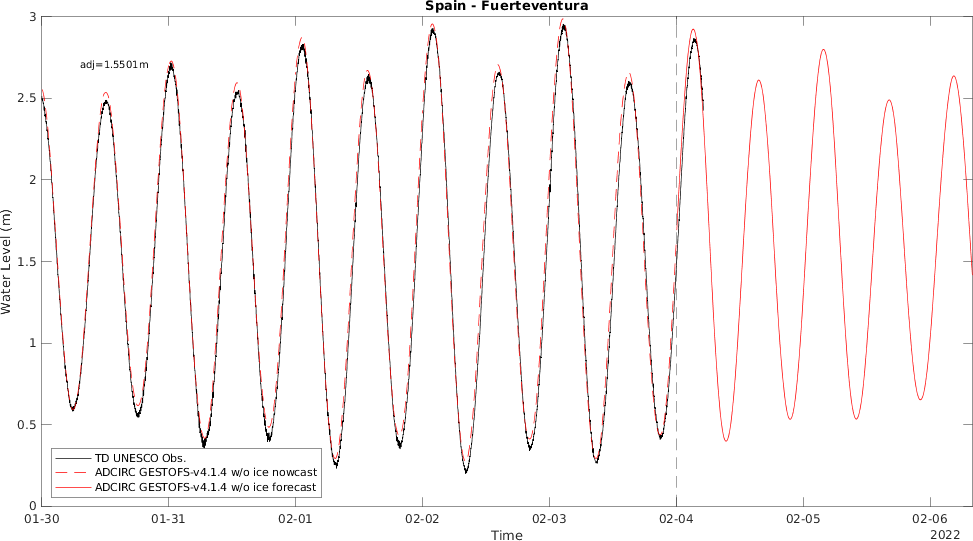 Spain - Fuerteventura
adj=1.5501m
Water Level (m)
3
2.5
2
1.5
1
0.5
0
TD UNESCO Obs.
ADCIRC GESTOFS-v4.1.4 w/o ice nowcast
ADCIRC GESTOFS-v4.1.4 w/o ice forecast
01-30 01-31 02-01 02-02 02-03 02-04 02-05 02-06
Time
2022